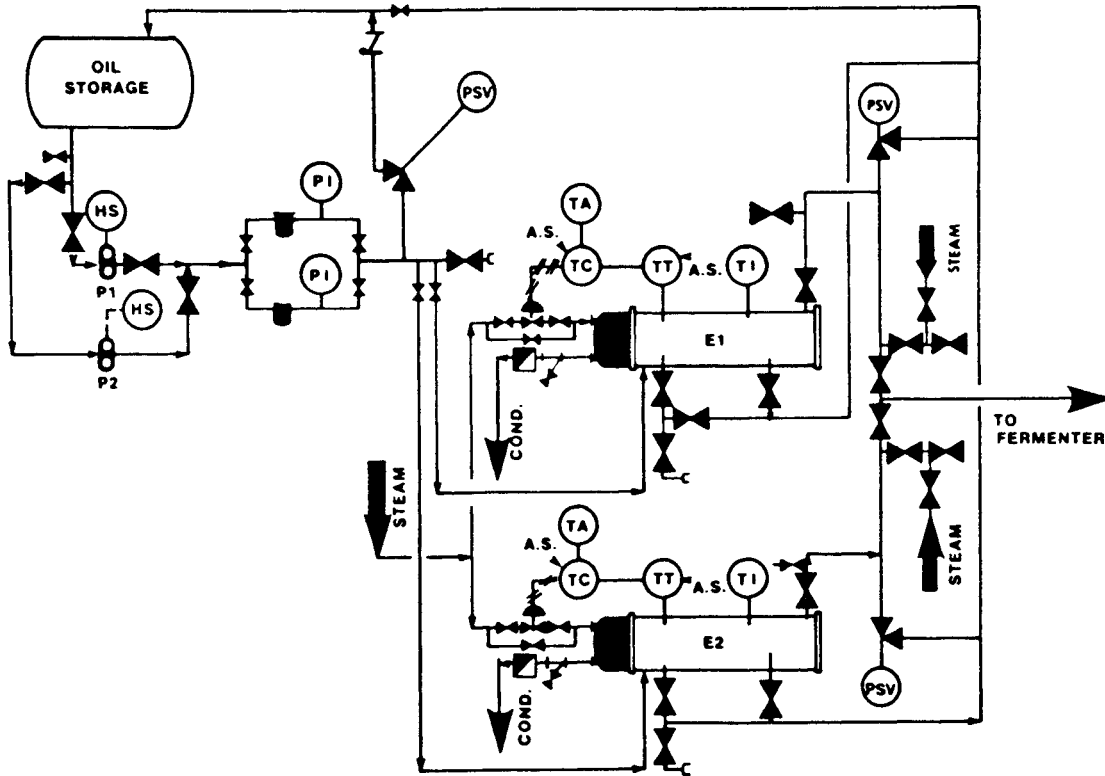 OIL
STORAGE
PSV
PSV
HS
P1
HS
P2
PI
PI
TA
A.S.
TC
TT
A.S.
TI
E1
COND.
STEAM
TO
FERMENTER
STEAM
STEAM
TA
A.S.
TC
TT
A.S.
TI
E2
COND.
PSV